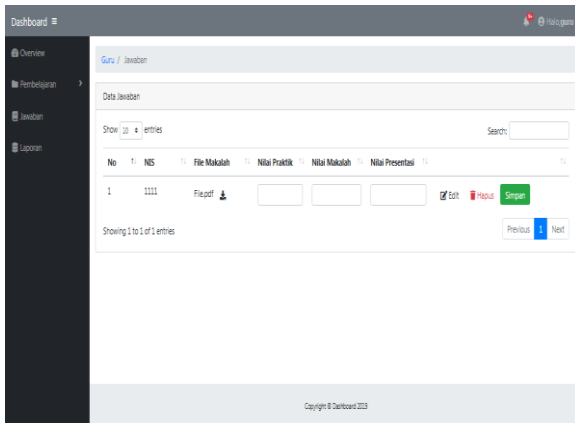 Dashboard
Halo,guru
Overview
Pembelajaran
Jawaban
Laporan
Guru / Jawaban
Data Jawaban
Show 10 entries
Search:
No NIS File Makalah Nilai Praktik Nilai Makalah Nilai Presentasi
1 1111 File.pdf Edit Hapus Simpan
Showing 1 to 1 of 1 entries
Previous 1 Next
Copyright © Dashboard 2019